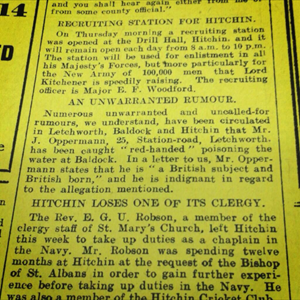 14
ED
and you shall hear again either from me or
from some county official."
RECRUITING STATION FOR HITCHIN.
On Thursday morning a recruiting station
was opened at the Drill Hall, Hitchin, and it
will remain open each day from 8 a.m. to 10 p.m.
The station will be used for enlistment in all
his Majesty's Forces, but more particularly for
the New Army of 100,000 men that Lord
Kitchener is speedily raising. The recruiting
officer is Major E. F. Woodford.
AN UNWARRANTED RUMOUR.
Numerous unwarranted and uncalled-for
rumours, we understand, have been circulated
in Letchworth, Baldock and Hitchin that Mr.
J. Oppermann, 25, Station-road, Letchworth,
has been caught "red-handed" poisoning the
water at Baldock. In a letter to us, Mr. Opper-
mann states that he is "a British subject and
British born," and he is indignant in regard
to the allegation mentioned.
HITCHIN LOSES ONE OF ITS CLERGY.
The Rev. E. G. U. Robson, a member of the
clergy staff of St. Mary's Church, left Hitchin
this week to take up duties as a chaplain in
the Navy. Mr. Robson was spending twelve
months at Hitchin at the request of the Bishop
of St. Albans in order to gain further experi-
ence before taking up duties in the Navy. He
was also a member of the Hitchin Cricket Club